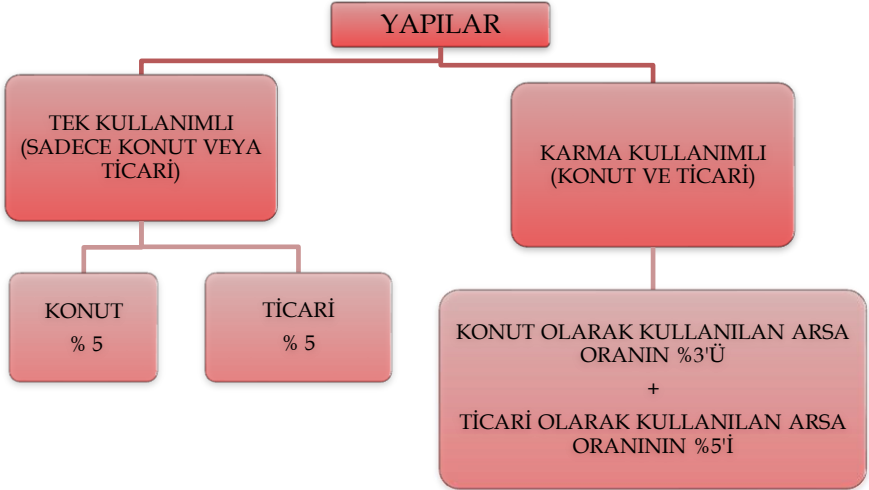 YAPILAR
TEK KULLANIMLI
(SADECE KONUT VEYA
TİCARİ)
KARMA KULLANIMLI
(KONUT VE TİCARİ)
KONUT
% 5
TİCARİ
% 5
KONUT OLARAK KULLANILAN ARSA
ORANIN %3'Ü
+
TİCARİ OLARAK KULLANILAN ARSA
ORANININ %5'İ